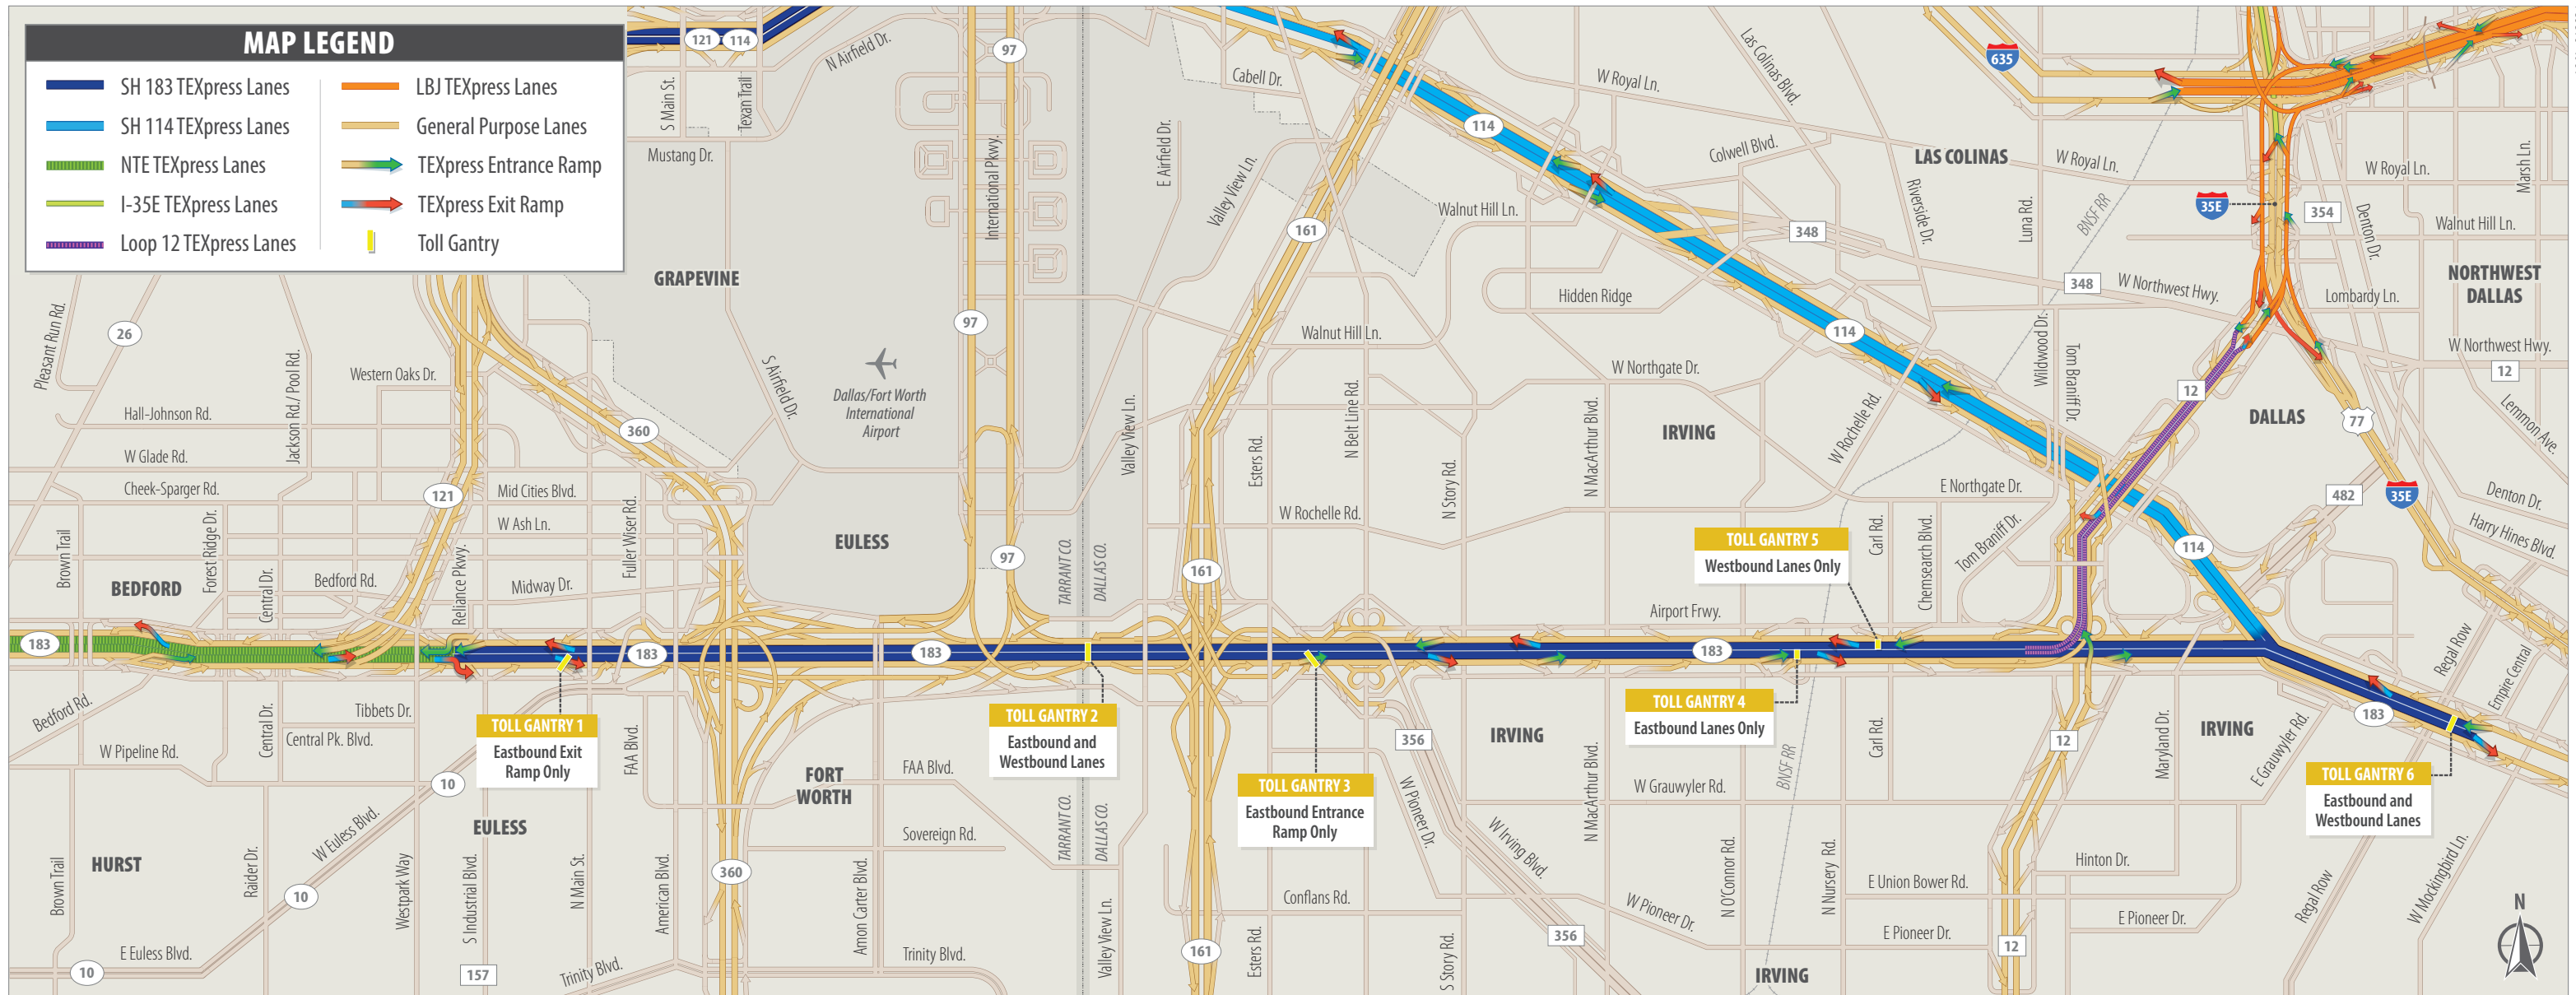 MAP LEGEND
SH 183 TEXpress Lanes
SH 114 TEXpress Lanes
NTE TEXpress Lanes
I-35E TEXpress Lanes
Loop 12 TEXpress Lanes
LBJ TEXpress Lanes
General Purpose Lanes
TEXpress Entrance Ramp
TEXpress Exit Ramp
Toll Gantry
121
114
97
N Airfield Dr.
S Main St.
Texan Trail
Mustang Dr.
International Pkwy.
E Airfield Dr.
Valley View Ln.
Cabell Dr.
114
W Royal Ln.
Las Colinas Blvd.
Colwell Blvd.
635
LAS COLINAS
W Royal Ln.
Riverside Dr.
Luna Rd.
BNSF RR
35E
354
W Royal Ln.
Marsh Ln.
Denton Dr.
Walnut Hill Ln.
NORTHWEST
DALLAS
Walnut Hill Ln.
161
348
348
W Northwest Hwy.
Lombardy Ln.
GRAPEVINE
Hidden Ridge
Pleasant Run Rd.
26
97
Walnut Hill Ln.
114
W Northwest Hwy.
12
Wildwood Dr.
Tom Braniff Dr.
Jackson Rd./ Pool Rd.
Western Oaks Dr.
S Airfield Dr.
Dallas/Fort Worth
International
Airport
W Northgate Dr.
N Belt Line Rd.
N MacArthur Blvd.
W Rochelle Rd.
12
DALLAS
77
Lemmon Ave.
Hall-Johnson Rd.
360
IRVING
Valley View Ln.
Esters Rd.
N Story Rd.
W Glade Rd.
Cheek-Sparger Rd.
121
Mid Cities Blvd.
E Northgate Dr.
482
35E
Denton Dr.
Harry Hines Blvd.
W Ash Ln.
Fuller Wiser Rd.
W Rochelle Rd.
Brown Trail
Forest Ridge Dr.
EULESS
97
TARRANT CO.
DALLAS CO.
161
TOLL GANTRY 5
Westbound Lanes Only
Carl Rd.
Chemsearch Blvd.
Tom Braniff Dr.
114
BEDFORD
Central Dr.
Bedford Rd.
Reliance Pkwy.
Midway Dr.
Airport Frwy.
183
183
183
183
Regal Row
Empire Central
Bedford Rd.
Central Dr.
Tibbets Dr.
Central Pk. Blvd.
W Pipeline Rd.
TOLL GANTRY 1
Eastbound Exit
Ramp Only
FAA Blvd.
TOLL GANTRY 2
Eastbound and
Westbound Lanes
TOLL GANTRY 3
Eastbound Entrance
Ramp Only
356
IRVING
TOLL GANTRY 4
Eastbound Lanes Only
N MacArthur Blvd.
BNSF RR
Carl Rd.
12
Maryland Dr.
IRVING
E Grauwyler Rd.
183
TOLL GANTRY 6
Eastbound and
Westbound Lanes
10
FORT
WORTH
FAA Blvd.
W Grauwyler Rd.
W Pioneer Dr.
W Irving Blvd.
EULESS
W Euless Blvd.
Sovereign Rd.
TARRANT CO.
DALLAS CO.
HURST
Brown Trail
Raider Dr.
10
Westpark Way
S Industrial Blvd.
N Main St.
American Blvd.
360
Amon Carter Blvd.
Conflans Rd.
N O'Connor Rd.
N Nursery Rd.
Hinton Dr.
E Union Bower Rd.
Regal Row
W Mockingbird Ln.
N
W Pioneer Dr.
E Pioneer Dr.
E Pioneer Dr.
E Euless Blvd.
10
157
Trinity Blvd.
Trinity Blvd.
Valley View Ln.
161
Esters Rd.
S Story Rd.
356
12
IRVING